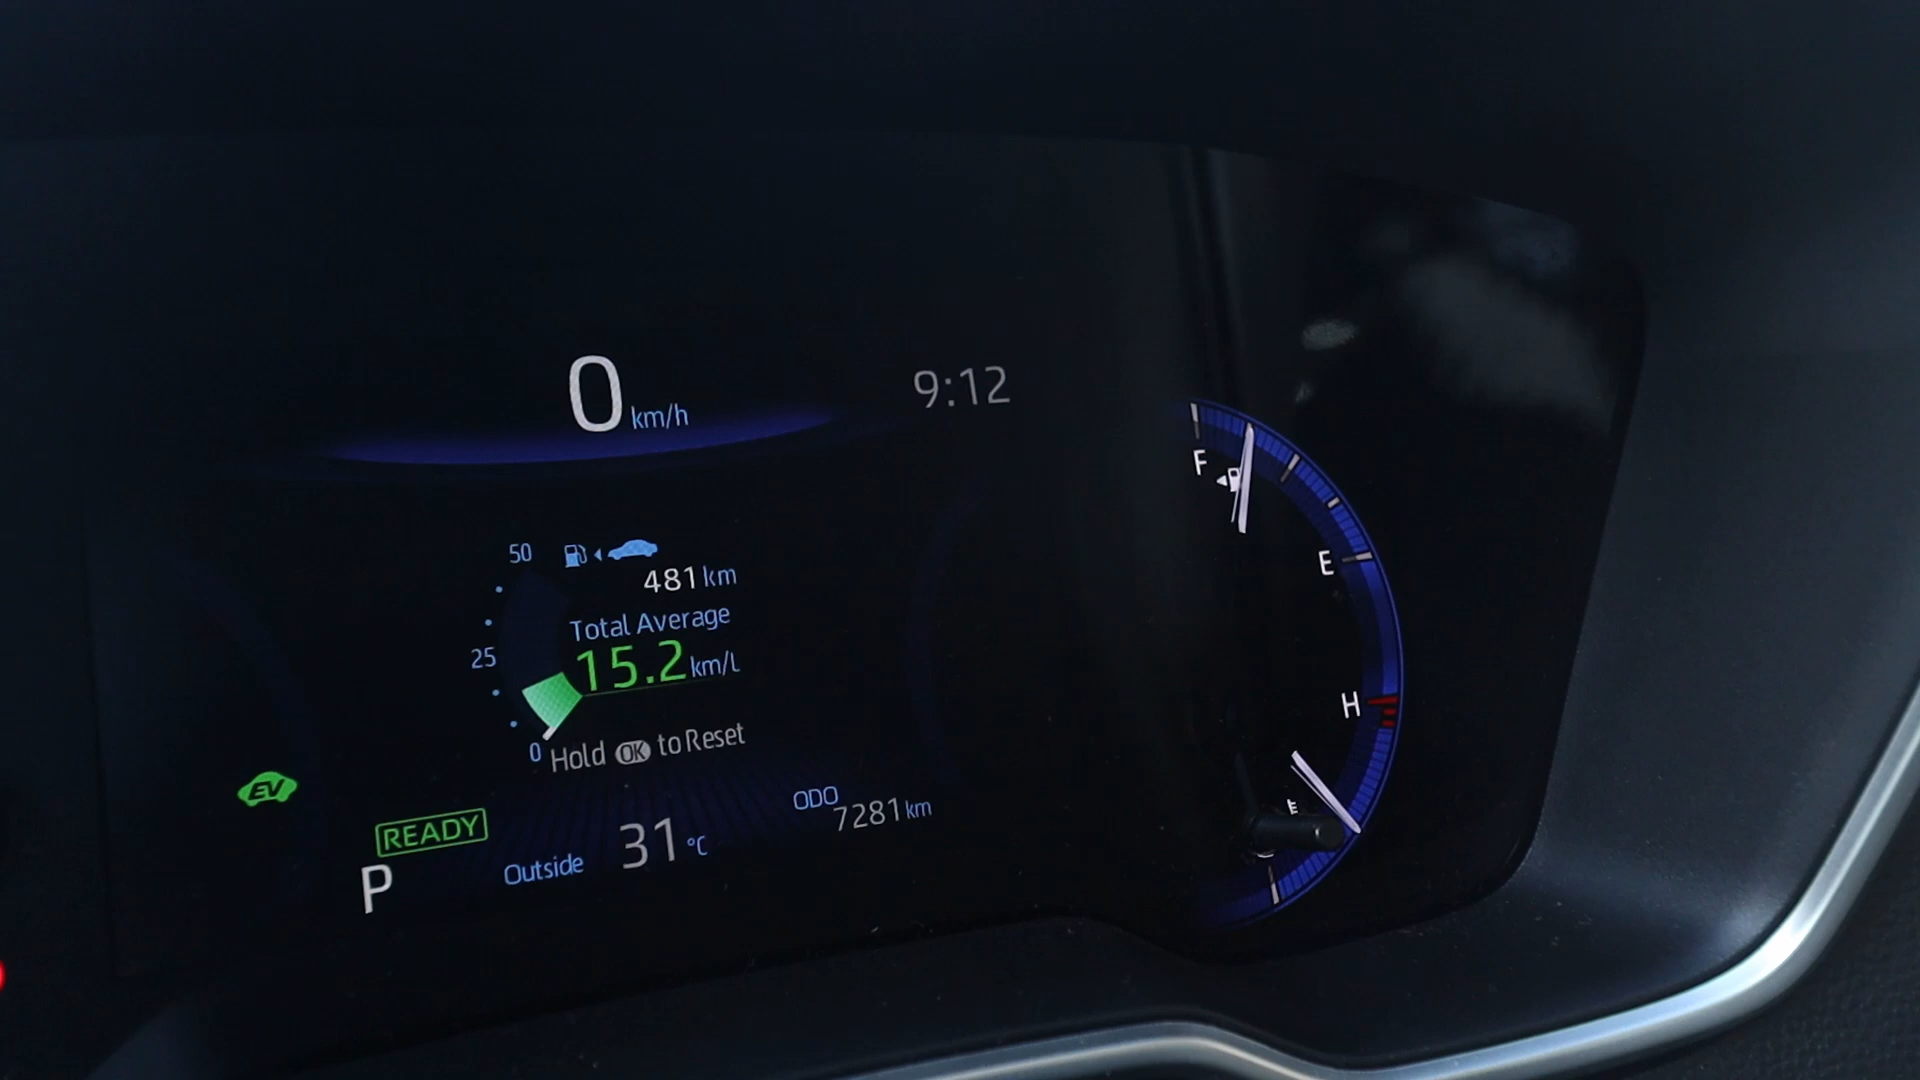 0 km/h
9:12
F
50
481 km
E
Total Average
25
15.2 km/L
H
0
Hold OK to Reset
EV
ODO
7281 km
READY
Outside 31 °C
P